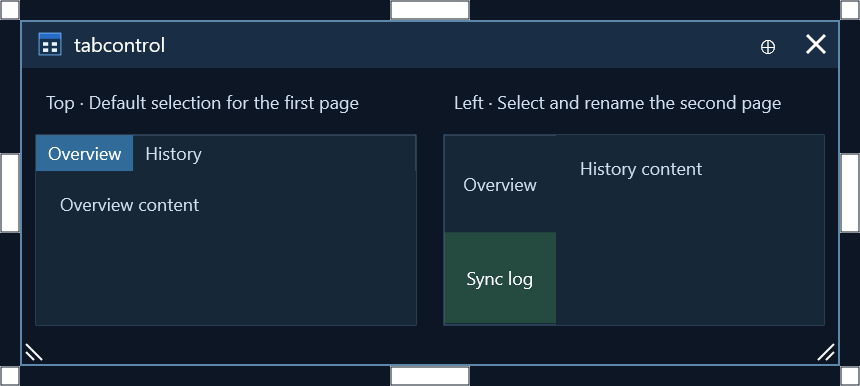 tabcontrol
Top · Default selection for the first page
Overview
History
Overview content
Left · Select and rename the second page
Overview
Sync log
History content